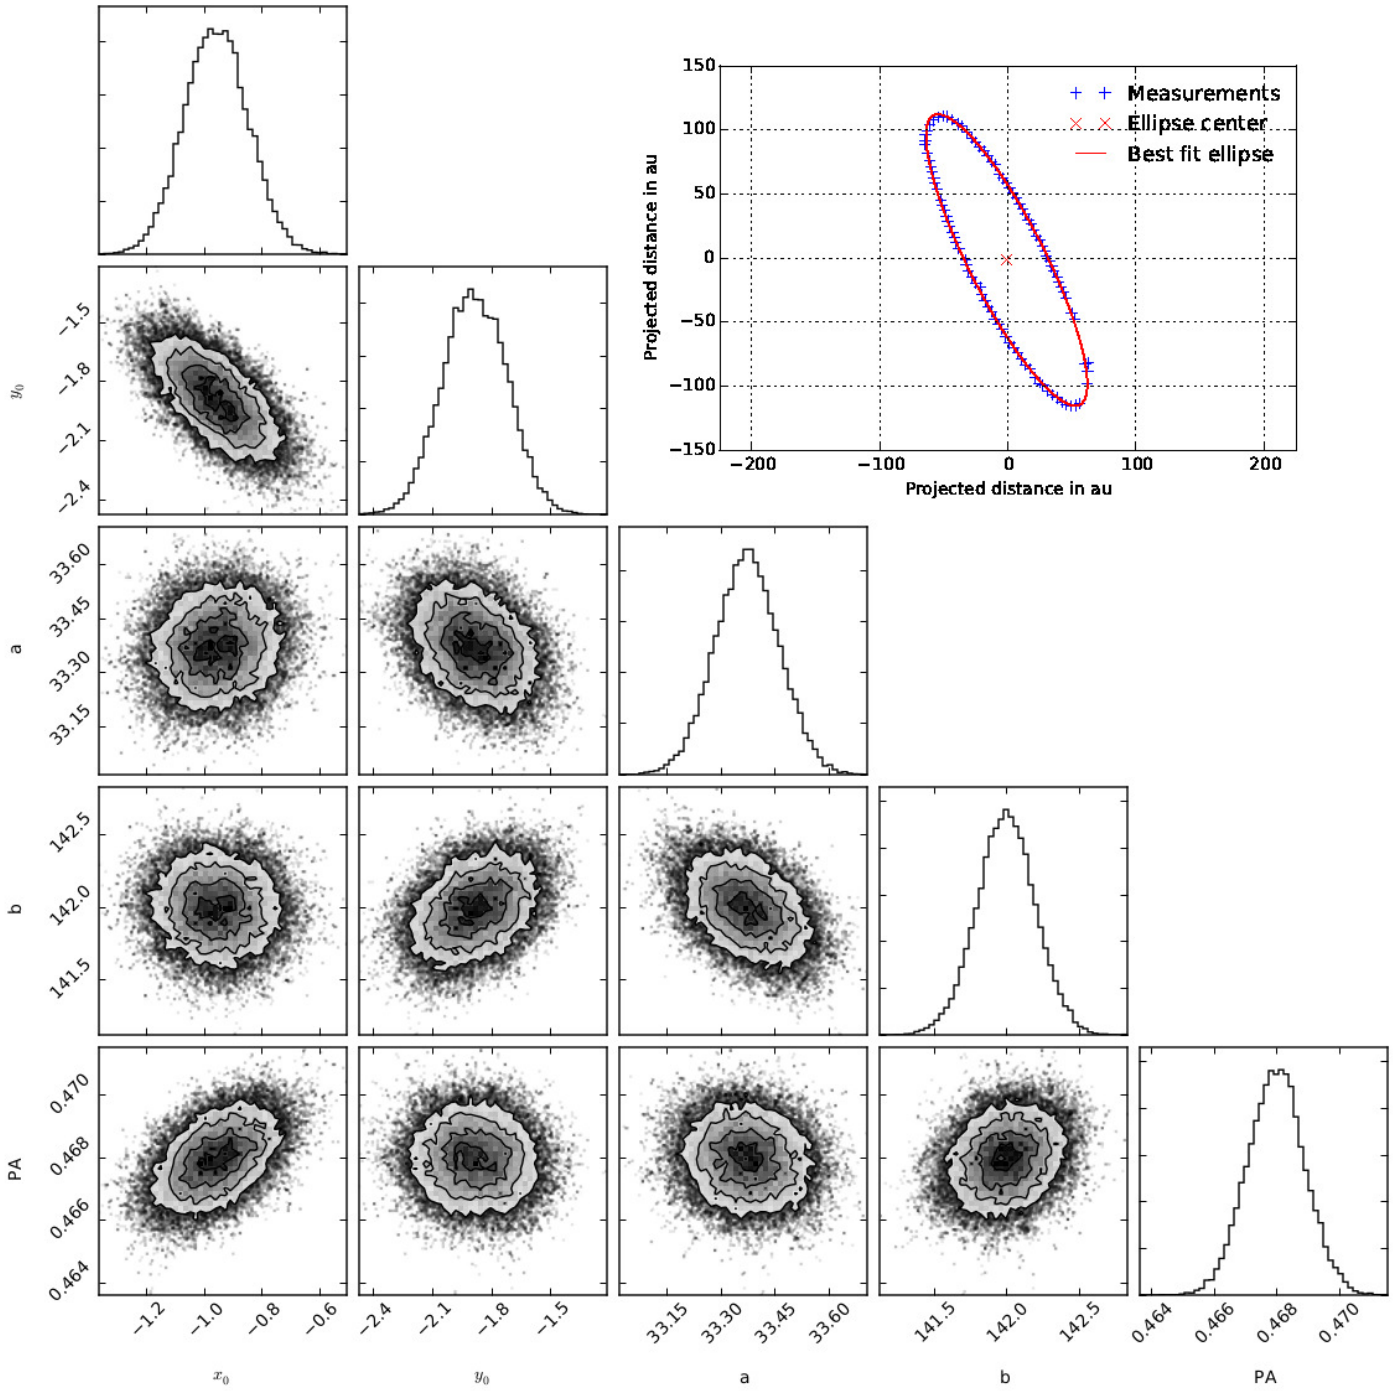 150
100
50
0
−50
−100
−150
−200 −100 0 100 200
Projected distance in au
Projected distance in au
Measurements
Ellipse center
Best fit ellipse
−1.5
−1.8
−2.1
−2.4
y0
33.60
33.45
33.30
33.15
a
142.5
142.0
141.5
b
0.470
0.468
0.466
0.464
PA
−1.2 −1.0 −0.8 −0.6
x0
−2.4 −2.1 −1.8 −1.5
y0
33.15 33.30 33.45 33.60
a
141.5 142.0 142.5
b
0.464 0.466 0.468 0.470
PA